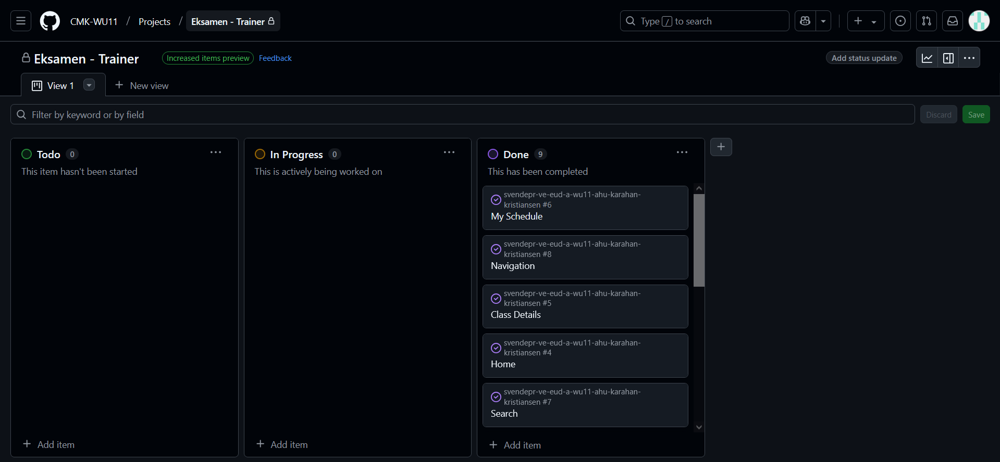 CMK-WU11 / Projects / Eksamen - Trainer
Type / to search
Eksamen - Trainer
Increased items preview
Feedback
Add status update
View 1
New view
Filter by keyword or by field
Discard
Save
Todo 0
This item hasn't been started
Add item
In Progress 0
This is actively being worked on
Add item
Done 9
This has been completed
svendepr-ve-eud-a-wu11-ahu-karahan-
kristiansen #6
My Schedule
svendepr-ve-eud-a-wu11-ahu-karahan-
kristiansen #8
Navigation
svendepr-ve-eud-a-wu11-ahu-karahan-
kristiansen #5
Class Details
svendepr-ve-eud-a-wu11-ahu-karahan-
kristiansen #4
Home
svendepr-ve-eud-a-wu11-ahu-karahan-
kristiansen #7
Search
Add item